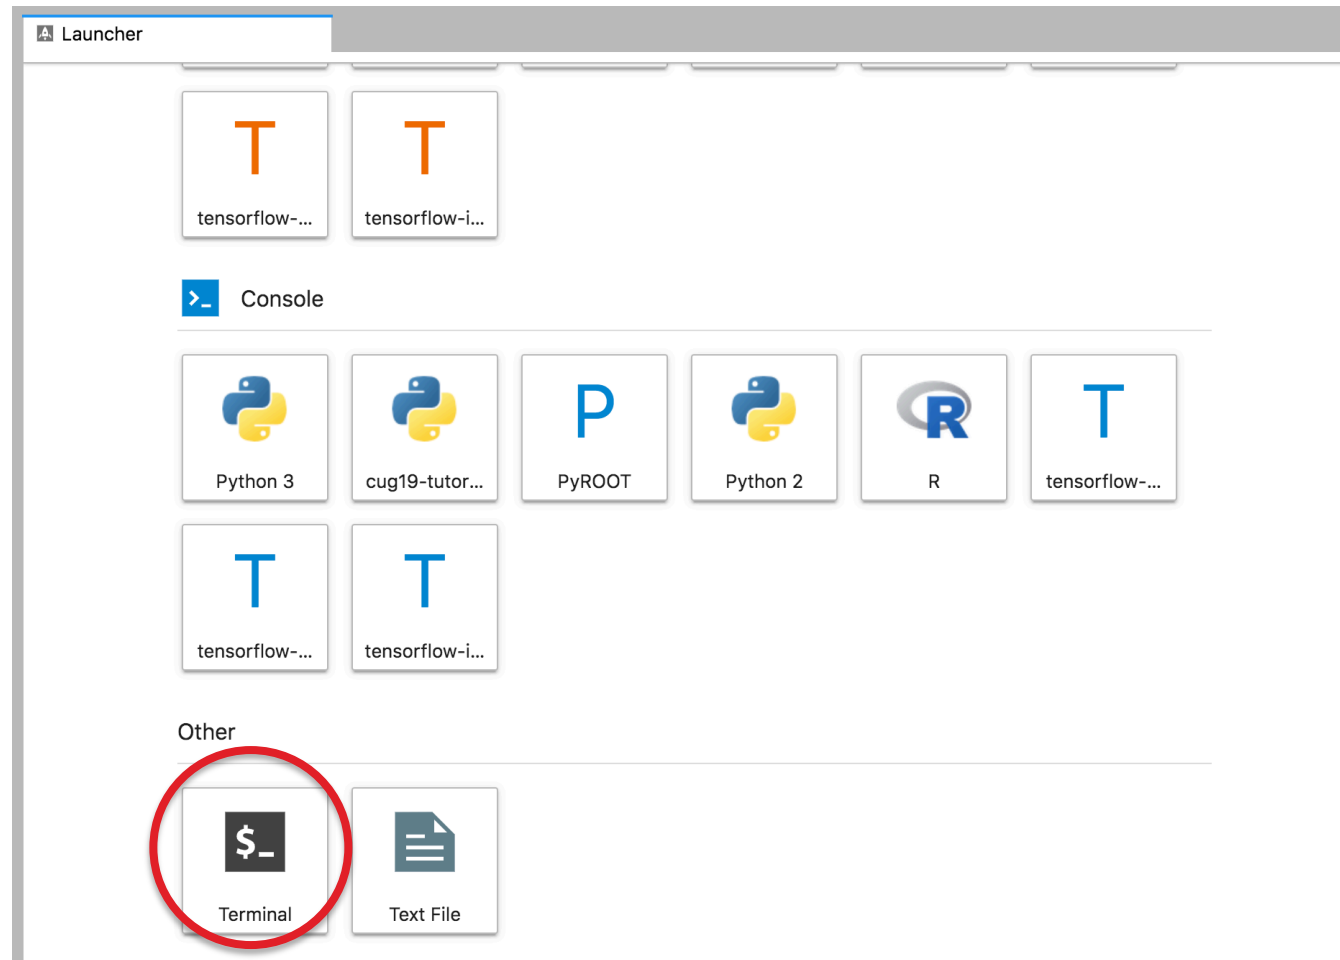 Launcher
T T
tensorflow-... tensorflow-i...
>_ Console
P R T
Python 3 cug19-tutor... PyROOT Python 2 R tensorflow-...
T T
tensorflow-... tensorflow-i...
Other
$_
Terminal Text File